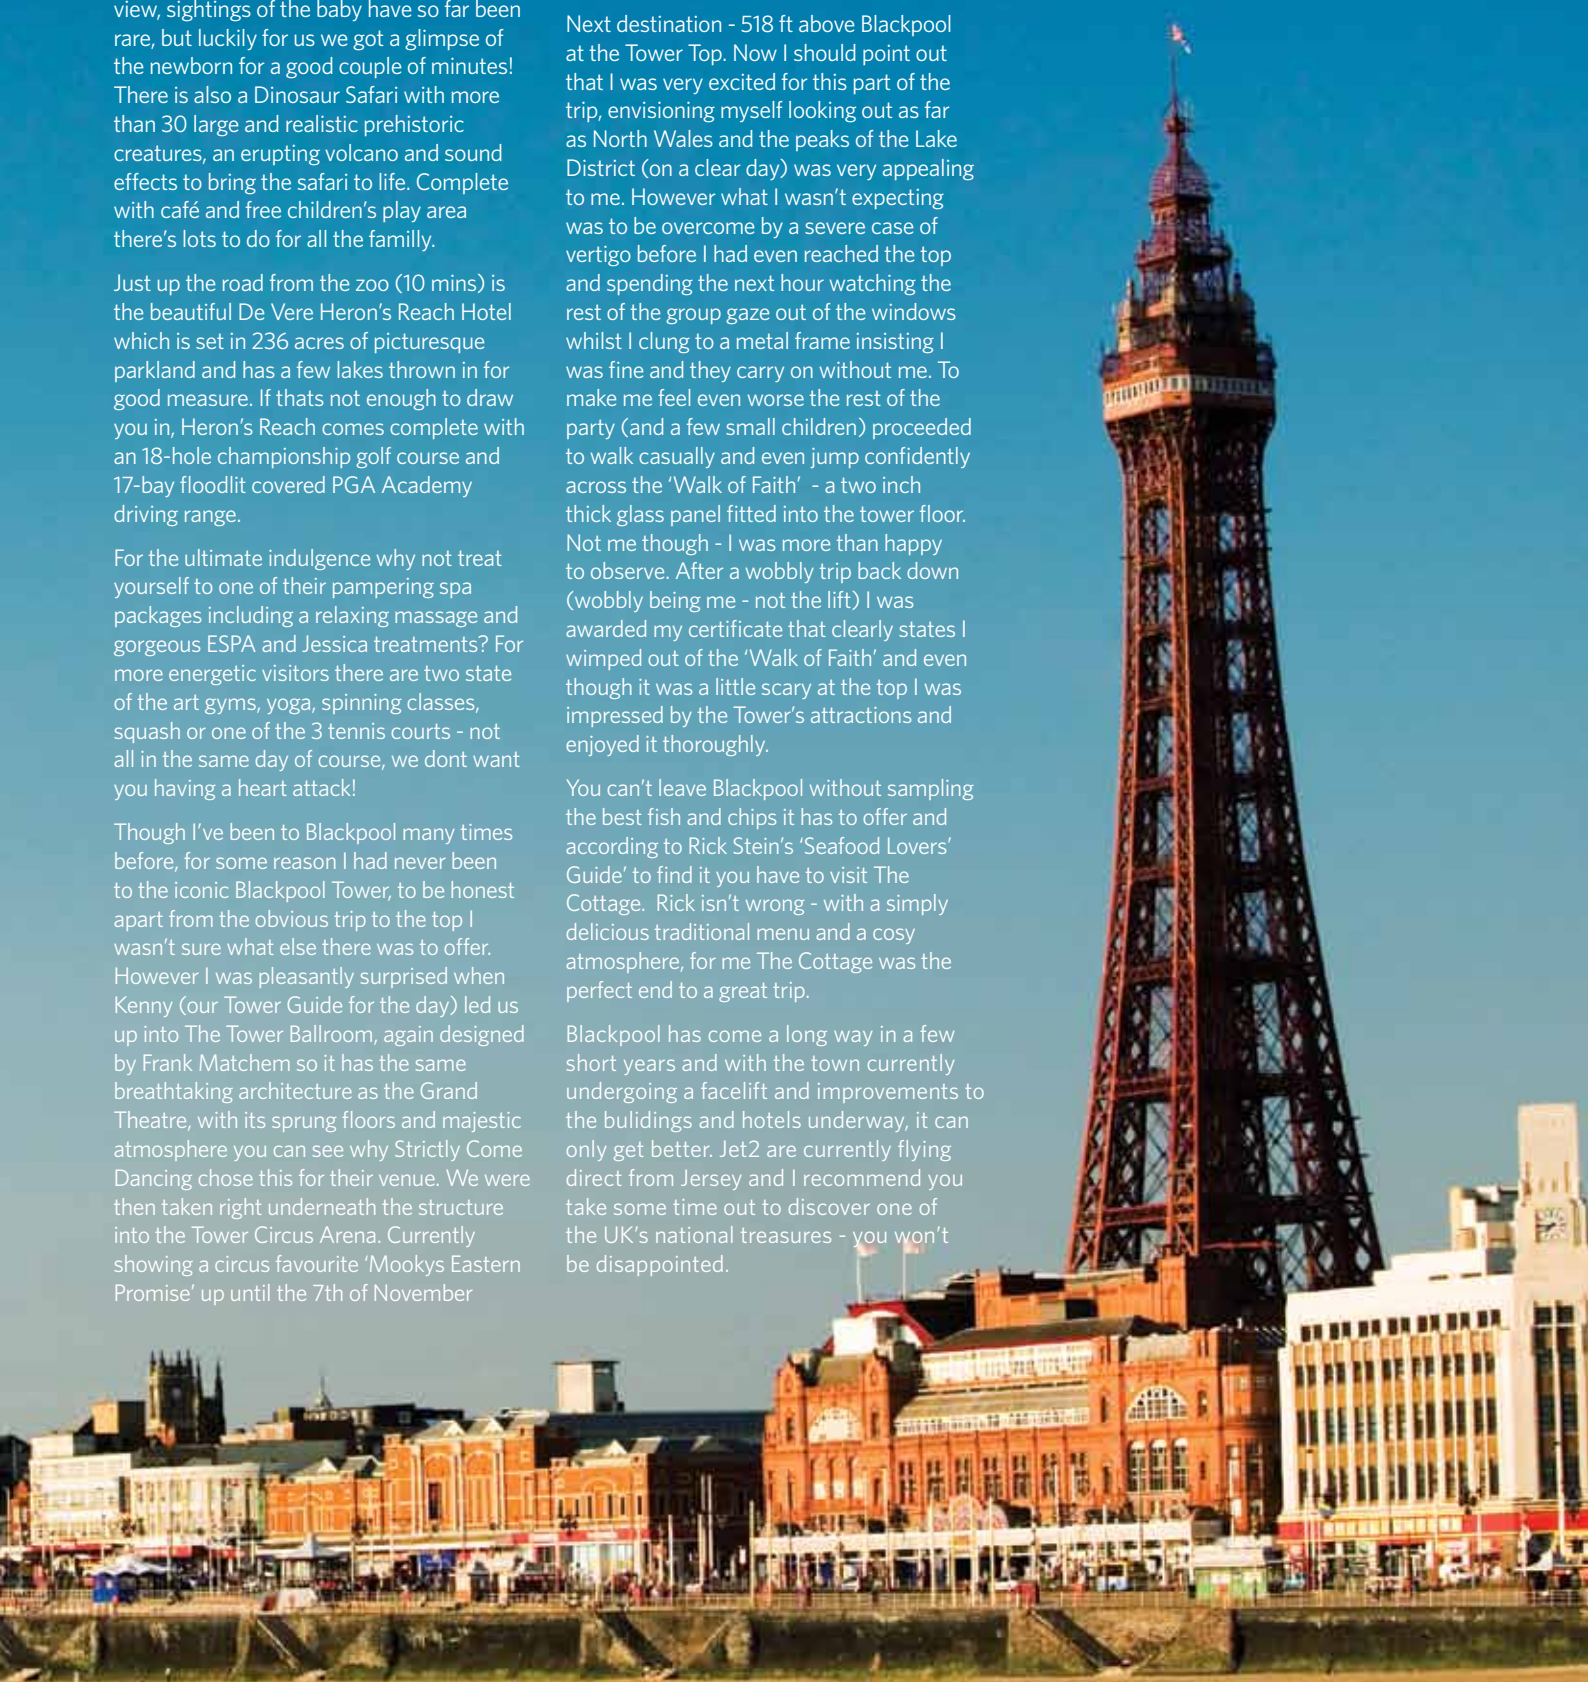 view, sightings of the baby have so far been
rare, but luckily for us we got a glimpse of
the newborn for a good couple of minutes!
There is also a Dinosaur Safari with more
than 30 large and realistic prehistoric
creatures, an erupting volcano and sound
effects to bring the safari to life. Complete
with café and free children's play area
there's lots to do for all the familly.
Just up the road from the zoo (10 mins) is
the beautiful De Vere Heron's Reach Hotel
which is set in 236 acres of picturesque
parkland and has a few lakes thrown in for
good measure. If thats not enough to draw
you in, Heron's Reach comes complete with
an 18-hole championship golf course and
17-bay floodlit covered PGA Academy
driving range.
For the ultimate indulgence why not treat
yourself to one of their pampering spa
packages including a relaxing massage and
gorgeous ESPA and Jessica treatments? For
more energetic visitors there are two state
of the art gyms, yoga, spinning classes,
squash or one of the 3 tennis courts - not
all in the same day of course, we dont want
you having a heart attack!
Though I've been to Blackpool many times
before, for some reason I had never been
to the iconic Blackpool Tower, to be honest
apart from the obvious trip to the top I
wasn't sure what else there was to offer.
However I was pleasantly surprised when
Kenny (our Tower Guide for the day) led us
up into The Tower Ballroom, again designed
by Frank Matchem so it has the same
breathtaking architecture as the Grand
Theatre, with its sprung floors and majestic
atmosphere you can see why Strictly Come
Dancing chose this for their venue. We were
then taken right underneath the structure
into the Tower Circus Arena. Currently
showing a circus favourite 'Mookys Eastern
Promise' up until the 7th of November
Next destination - 518 ft above Blackpool
at the Tower Top. Now I should point out
that I was very excited for this part of the
trip, envisioning myself looking out as far
as North Wales and the peaks of the Lake
District (on a clear day) was very appealing
to me. However what I wasn't expecting
was to be overcome by a severe case of
vertigo before I had even reached the top
and spending the next hour watching the
rest of the group gaze out of the windows
whilst I clung to a metal frame insisting I
was fine and they carry on without me. To
make me feel even worse the rest of the
party (and a few small children) proceeded
to walk casually and even jump confidently
across the 'Walk of Faith'  - a two inch
thick glass panel fitted into the tower floor.
Not me though - I was more than happy
to observe. After a wobbly trip back down
(wobbly being me - not the lift) I was
awarded my certificate that clearly states I
wimped out of the 'Walk of Faith' and even
though it was a little scary at the top I was
impressed by the Tower's attractions and
enjoyed it thoroughly.
You can't leave Blackpool without sampling
the best fish and chips it has to offer and
according to Rick Stein's 'Seafood Lovers'
Guide' to find it you have to visit The
Cottage.  Rick isn't wrong - with a simply
delicious traditional menu and a cosy
atmosphere, for me The Cottage was the
perfect end to a great trip.
Blackpool has come a long way in a few
short years and with the town currently
undergoing a facelift and improvements to
the bulidings and hotels underway, it can
only get better. Jet2 are currently flying
direct from Jersey and I recommend you
take some time out to discover one of
the UK's national treasures - you won't
be disappointed.